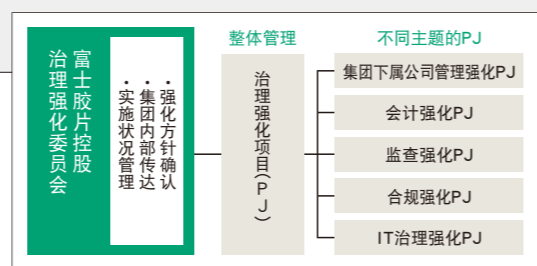 富士胶片控股
治理强化委员会
・强化方针确认
・集团内部传达
・实施状况管理
整体管理
治理强化项目(PJ)
不同主题的PJ
集团下属公司管理强化PJ
会计强化PJ
监查强化PJ
合规强化PJ
IT治理强化PJ